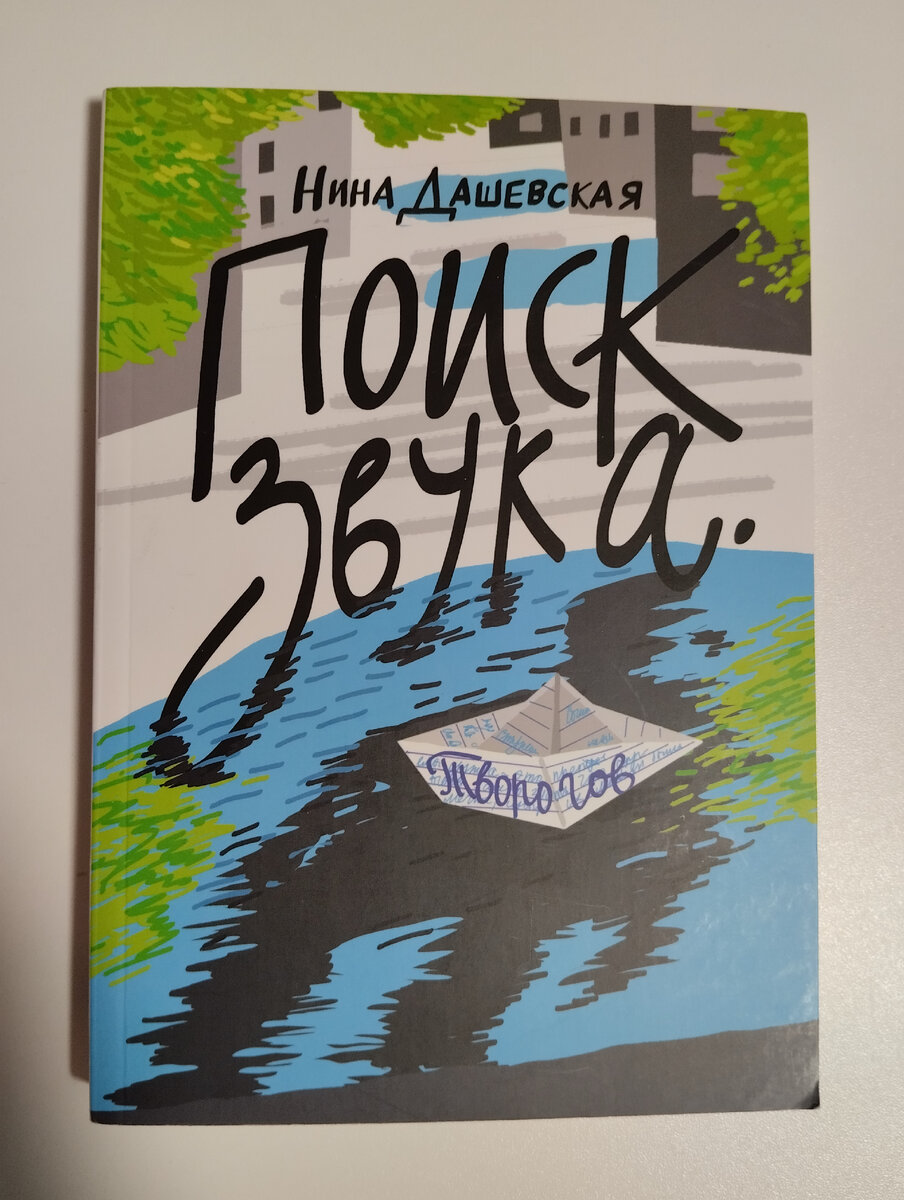 Нина Дашевская
Поиск
звука.
Творогов